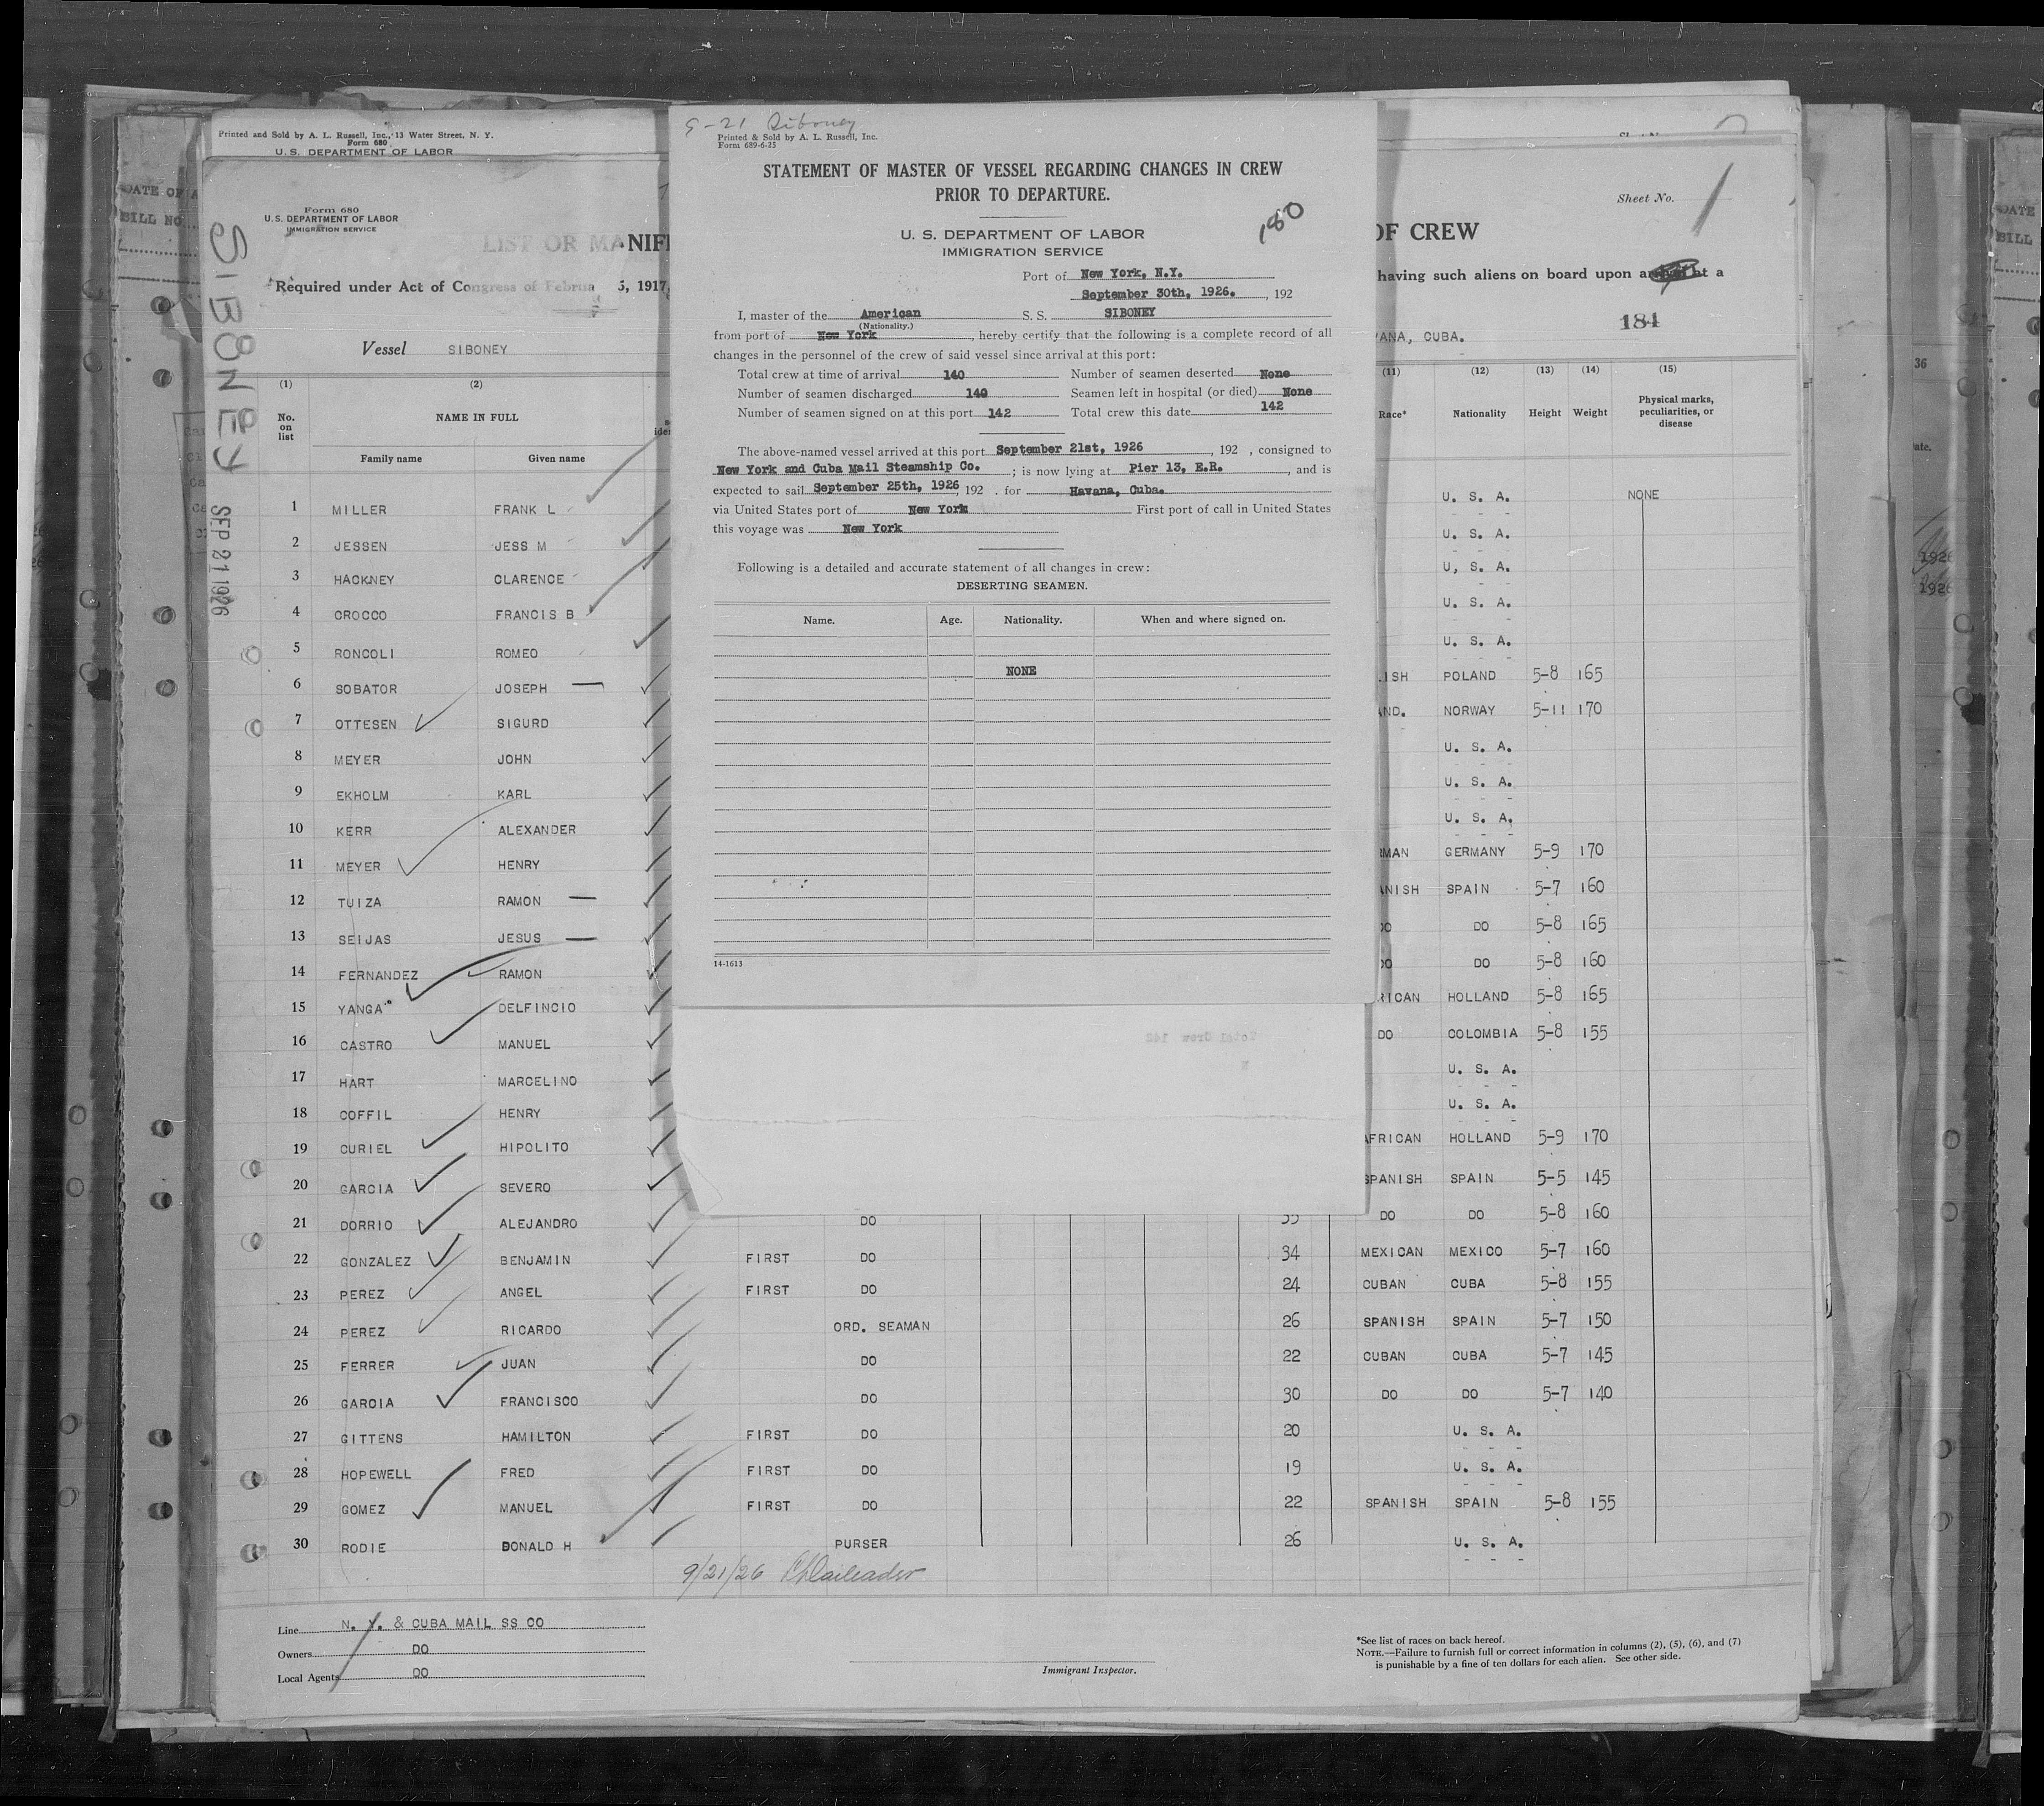 Printed and Sold by A. L. Russell, Inc., 13 Water Street, N. Y.
Form 680
U. S. DEPARTMENT OF LABOR
Form 680
U. S. DEPARTMENT OF LABOR
IMMIGRATION SERVICE
LIST OR MANIF
Required under Act of Congress of Februa 5, 1917,
SIBONEY
SEP 21 1926
Vessel SIBONEY
(1) (2)
No. on list
NAME IN FULL
Family name Given name
1 MILLER FRANK L
2 JESSEN JESS M
3 HACKNEY CLARENCE
4 CROCCO FRANCIS B
5 RONCOLI ROMEO
6 SOBATOR JOSEPH —
7 OTTESEN SIGURD
8 MEYER JOHN
9 EKHOLM KARL
10 KERR ALEXANDER
11 MEYER HENRY
12 TUIZA RAMON —
13 SEIJAS JESUS —
14 FERNANDEZ RAMON
15 YANGA DELFINCIO
16 CASTRO MANUEL
17 HART MARCELINO
18 COFFIL HENRY
19 CURIEL HIPOLITO
20 GARCIA SEVERO
21 DORRIO ALEJANDRO DO 35
22 GONZALEZ BENJAMIN FIRST DO 34 MEXICAN MEXICO 5-7 160
23 PEREZ ANGEL FIRST DO 24 CUBAN CUBA 5-8 155
24 PEREZ RICARDO ORD. SEAMAN 26 SPANISH SPAIN 5-7 150
25 FERRER JUAN DO 22 CUBAN CUBA 5-7 145
26 GARCIA FRANCISCO DO 30 DO DO 5-7 140
27 GITTENS HAMILTON FIRST DO 20 U. S. A.
28 HOPEWELL FRED FIRST DO 19 U. S. A.
29 GOMEZ MANUEL FIRST DO 22 SPANISH SPAIN 5-8 155
30 RODIE DONALD H PURSER 26 U. S. A.
9/21/26
Line N. Y. & CUBA MAIL SS CO
Owners DO
Local Agents DO
Immigrant Inspector.
*See list of races on back hereof.
NOTE.—Failure to furnish full or correct information in columns (2), (5), (6), and (7)
is punishable by a fine of ten dollars for each alien. See other side.
9-21 Siboney
Printed & Sold by A. L. Russell, Inc.
Form 689-6-25
STATEMENT OF MASTER OF VESSEL REGARDING CHANGES IN CREW
PRIOR TO DEPARTURE.
180
U. S. DEPARTMENT OF LABOR
IMMIGRATION SERVICE
Port of New York, N.Y.
September 30th, 1926. , 192
I, master of the American S. S. SIBONEY
(Nationality.)
from port of New York, hereby certify that the following is a complete record of all
changes in the personnel of the crew of said vessel since arrival at this port:
Total crew at time of arrival 140 Number of seamen deserted None
Number of seamen discharged 140 Seamen left in hospital (or died) None
Number of seamen signed on at this port 142 Total crew this date 142
The above-named vessel arrived at this port September 21st, 1926, 192 , consigned to
New York and Cuba Mail Steamship Co. ; is now lying at Pier 13, E.R. , and is
expected to sail September 25th, 1926, 192 . for Havana, Cuba.
via United States port of New York First port of call in United States
this voyage was New York
Following is a detailed and accurate statement of all changes in crew:
DESERTING SEAMEN.
Name. Age. Nationality. When and where signed on.
NONE
14-1613
Total Crew 142
Sheet No. 1
OF CREW
having such aliens on board upon arrival at a
184
VANA, CUBA.
(11) (12) (13) (14) (15)
Race* Nationality Height Weight Physical marks, peculiarities, or disease
U. S. A. NONE
U. S. A.
U, S. A.
U. S. A.
U. S. A.
LISH POLAND 5-8 165
AND. NORWAY 5-11 170
U. S. A.
U. S. A.
U. S. A.
RMAN GERMANY 5-9 170
ANISH SPAIN 5-7 160
DO DO 5-8 165
DO DO 5-8 160
RICAN HOLLAND 5-8 165
DO COLOMBIA 5-8 155
U. S. A.
U. S. A.
AFRICAN HOLLAND 5-9 170
SPANISH SPAIN 5-5 145
DO DO 5-8 160